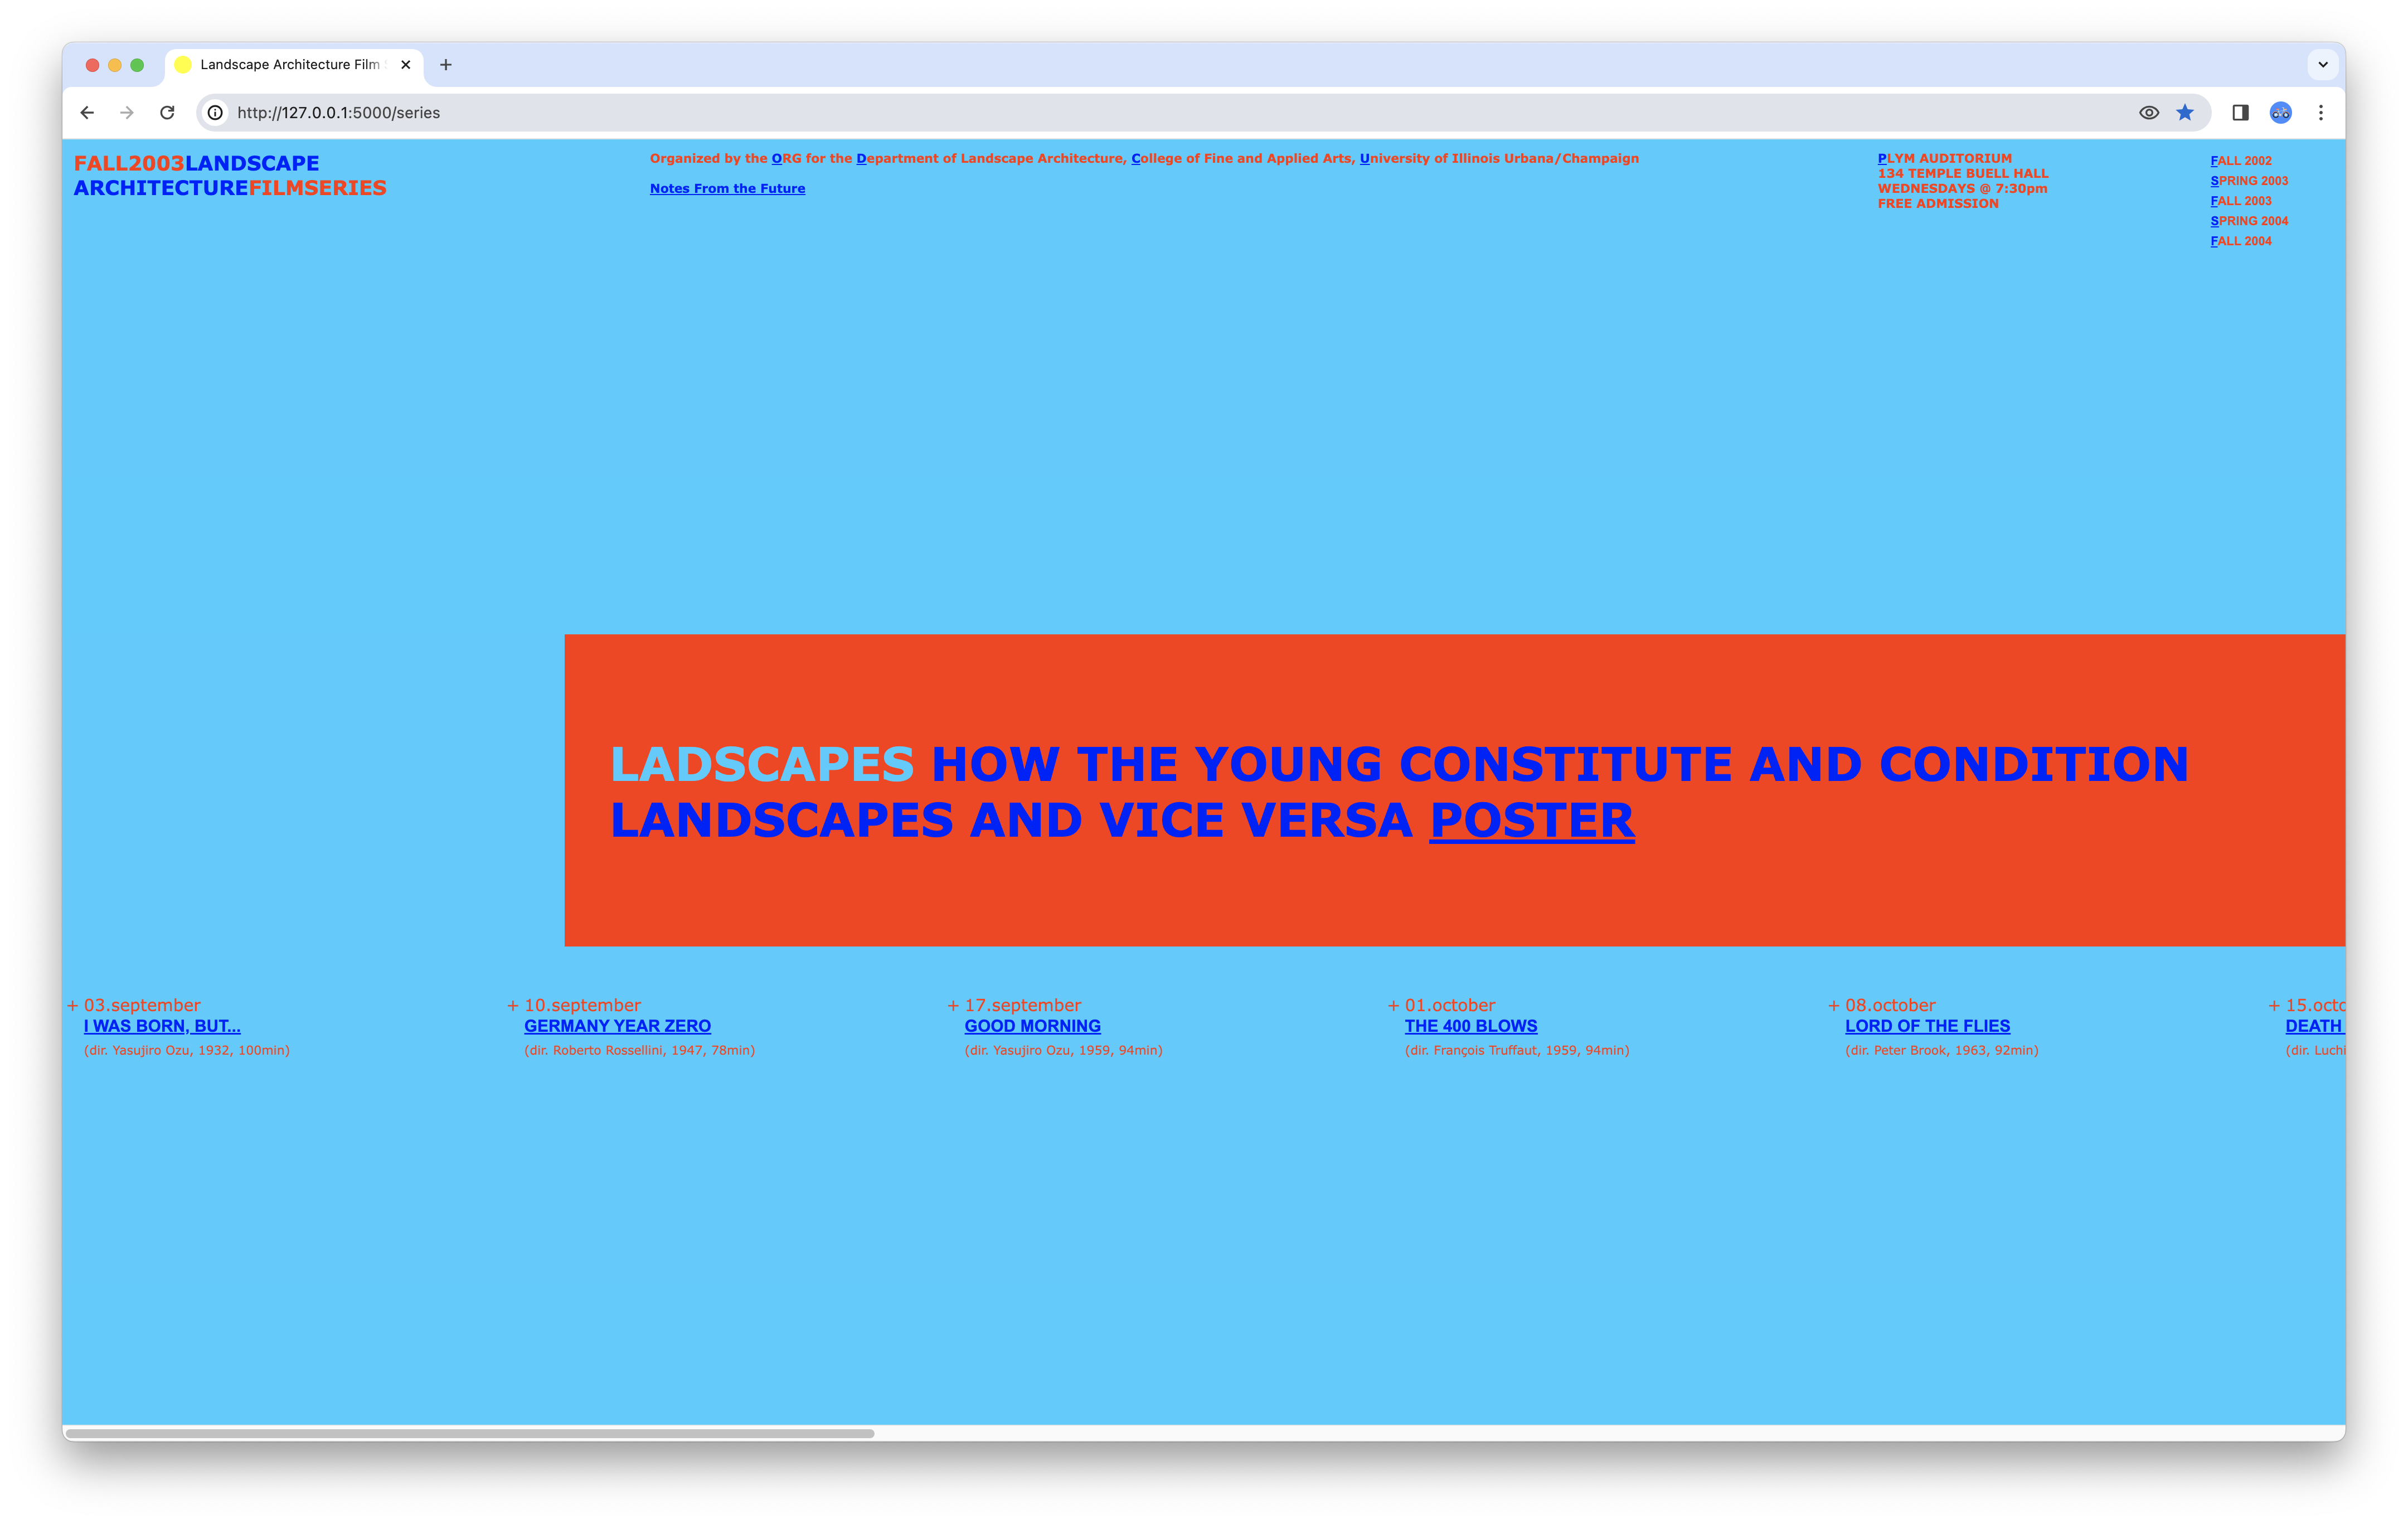 Landscape Architecture Film
http://127.0.0.1:5000/series
FALL2003LANDSCAPE
ARCHITECTUREFILMSERIES
Organized by the ORG for the Department of Landscape Architecture, College of Fine and Applied Arts, University of Illinois Urbana/Champaign
Notes From the Future
PLYM AUDITORIUM
134 TEMPLE BUELL HALL
WEDNESDAYS @ 7:30pm
FREE ADMISSION
FALL 2002
SPRING 2003
FALL 2003
SPRING 2004
FALL 2004
LADSCAPES HOW THE YOUNG CONSTITUTE AND CONDITION
LANDSCAPES AND VICE VERSA POSTER
+ 03.september
I WAS BORN, BUT...
(dir. Yasujiro Ozu, 1932, 100min)
+ 10.september
GERMANY YEAR ZERO
(dir. Roberto Rossellini, 1947, 78min)
+ 17.september
GOOD MORNING
(dir. Yasujiro Ozu, 1959, 94min)
+ 01.october
THE 400 BLOWS
(dir. François Truffaut, 1959, 94min)
+ 08.october
LORD OF THE FLIES
(dir. Peter Brook, 1963, 92min)
+ 15.octo
DEATH
(dir. Luchi